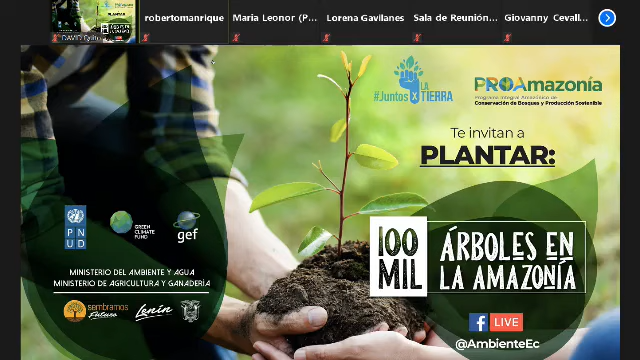 PLANTAR
robertomanrique
Maria Leonor (P...
Lorena Gavilanes
Sala de Reunión...
Giovanny Cevall...
#Juntos X LA TIERRA
PROAmazonía
Programa Integral Amazónico de
Conservación de Bosques y Producción Sostenible
Te invitan a
PLANTAR:
100 MIL
ÁRBOLES EN
LA AMAZONÍA
P N
U D
GREEN
CLIMATE
FUND
gef
MINISTERIO DEL AMBIENTE Y AGUA
MINISTERIO DE AGRICULTURA Y GANADERÍA
sembramos
Futuro
Lenín
f LIVE
@AmbienteEc